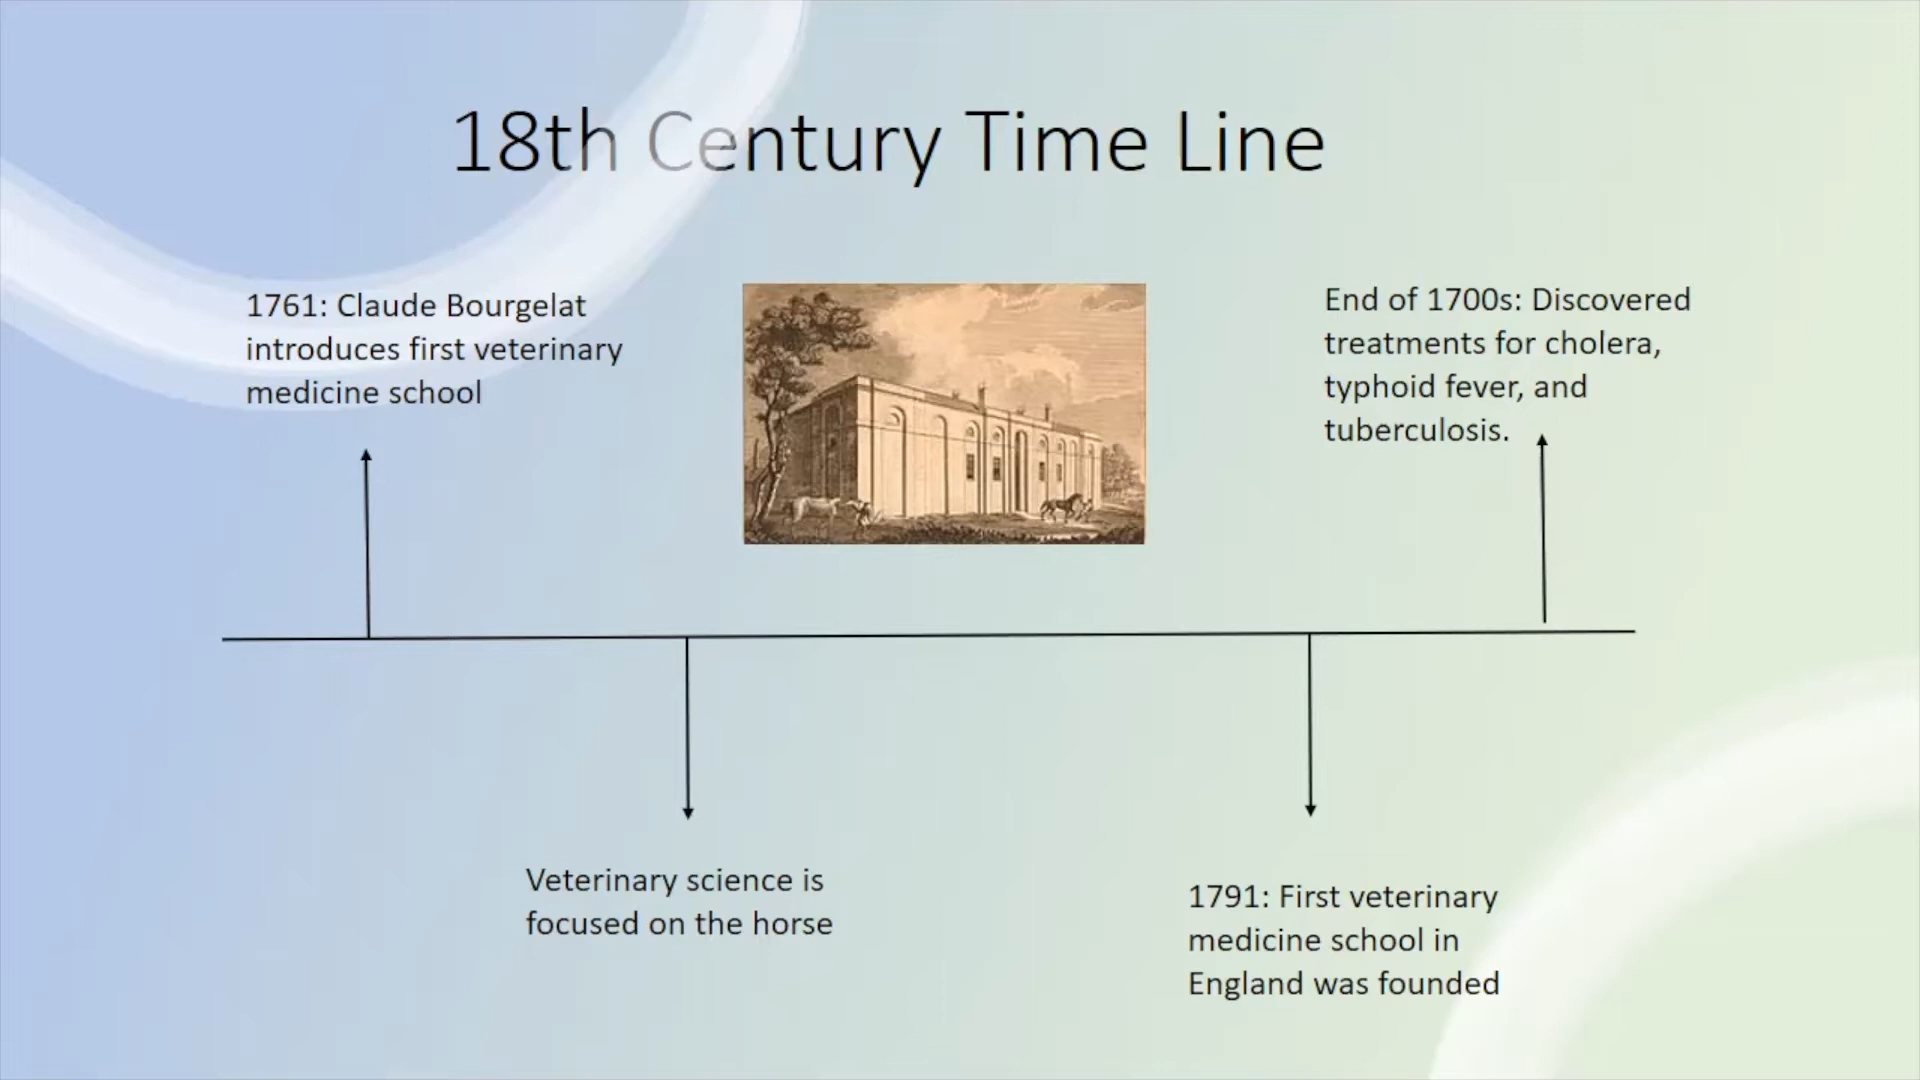 18th Century Time Line
1761: Claude Bourgelat
introduces first veterinary
medicine school
End of 1700s: Discovered
treatments for cholera,
typhoid fever, and
tuberculosis.
Veterinary science is
focused on the horse
1791: First veterinary
medicine school in
England was founded